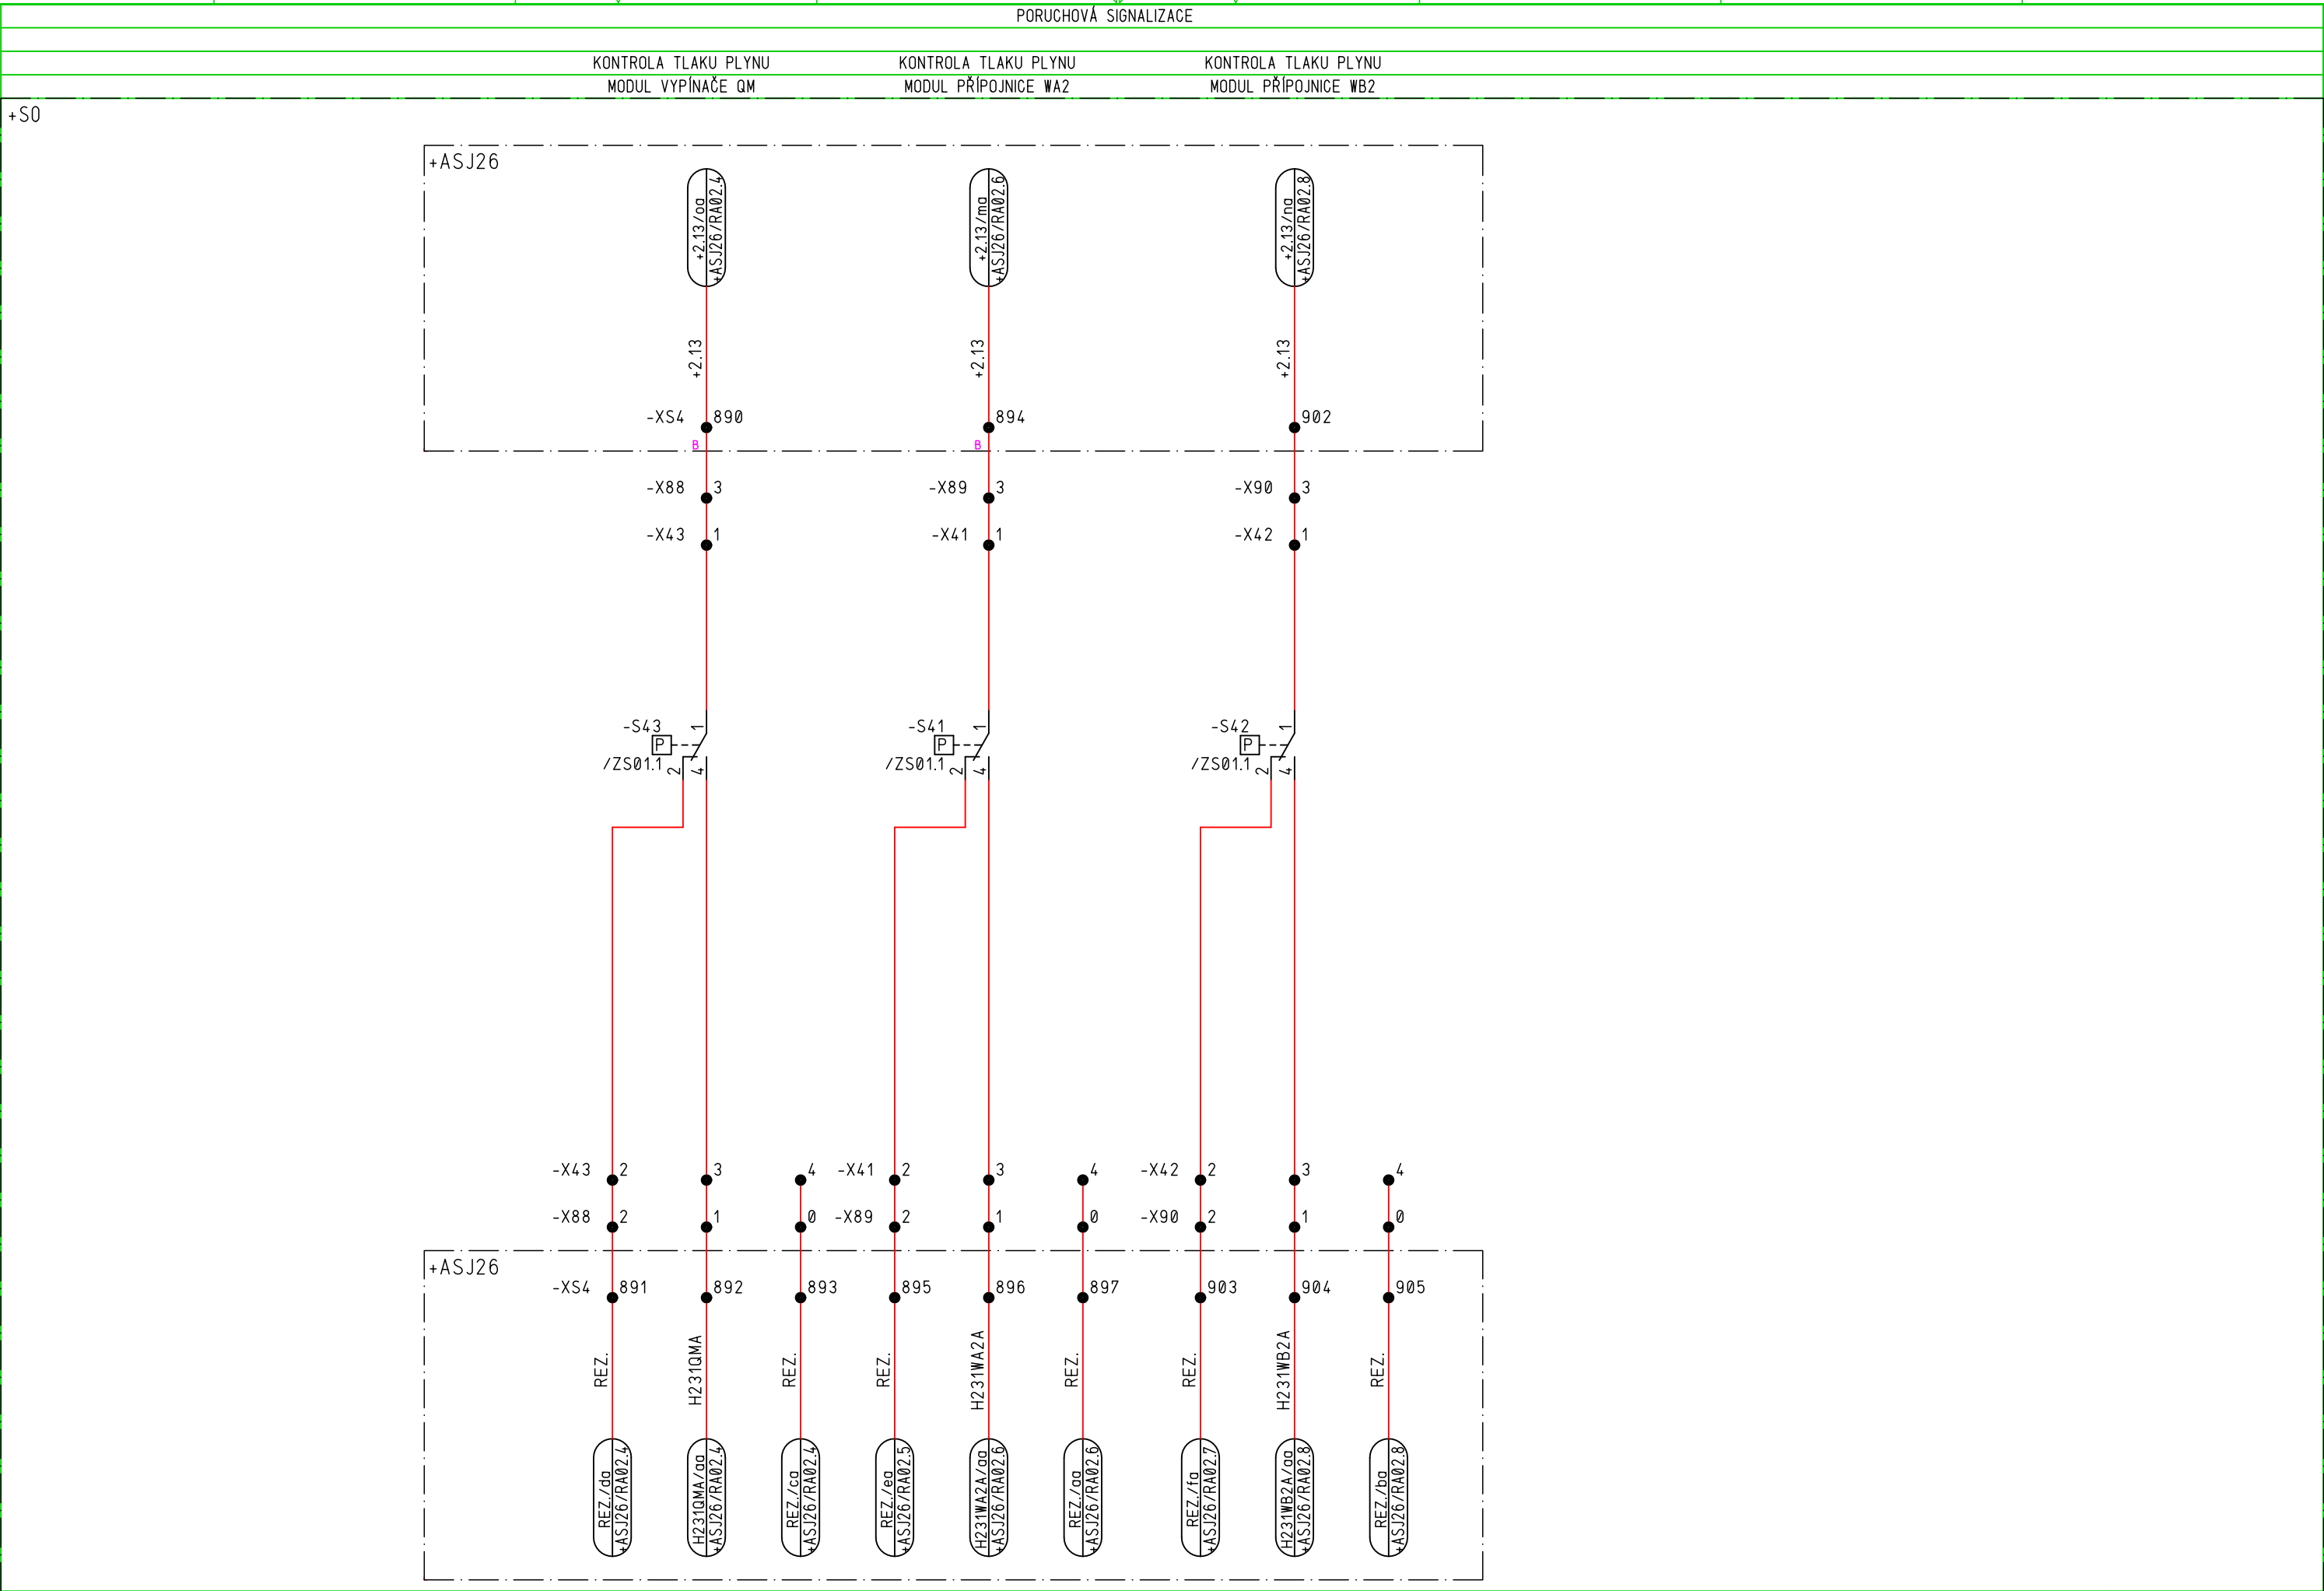 PORUCHOVÁ SIGNALIZACE
KONTROLA TLAKU PLYNU KONTROLA TLAKU PLYNU KONTROLA TLAKU PLYNU
MODUL VYPÍNAČE QM MODUL PŘÍPOJNICE WA2 MODUL PŘÍPOJNICE WB2
+S0
+ASJ26
+2.13/oa
+ASJ26/RA02.4
+2.13/ma
+ASJ26/RA02.6
+2.13/na
+ASJ26/RA02.8
+2.13 +2.13 +2.13
-XS4 890 894 902
B B
-X88 3 -X89 3 -X90 3
-X43 1 -X41 1 -X42 1
-S43 1 -S41 1 -S42 1
P P P
/ZS01.1 2 4 /ZS01.1 2 4 /ZS01.1 2 4
-X43 2 3 4 -X41 2 3 4 -X42 2 3 4
-X88 2 1 0 -X89 2 1 0 -X90 2 1 0
+ASJ26
-XS4 891 892 893 895 896 897 903 904 905
REZ. H231QMA REZ. REZ. H231WA2A REZ. REZ. H231WB2A REZ.
REZ./da
+ASJ26/RA02.4
H231QMA/aa
+ASJ26/RA02.4
REZ./ca
+ASJ26/RA02.4
REZ./ea
+ASJ26/RA02.5
H231WA2A/aa
+ASJ26/RA02.6
REZ./aa
+ASJ26/RA02.6
REZ./fa
+ASJ26/RA02.7
H231WB2A/aa
+ASJ26/RA02.8
REZ./ba
+ASJ26/RA02.8